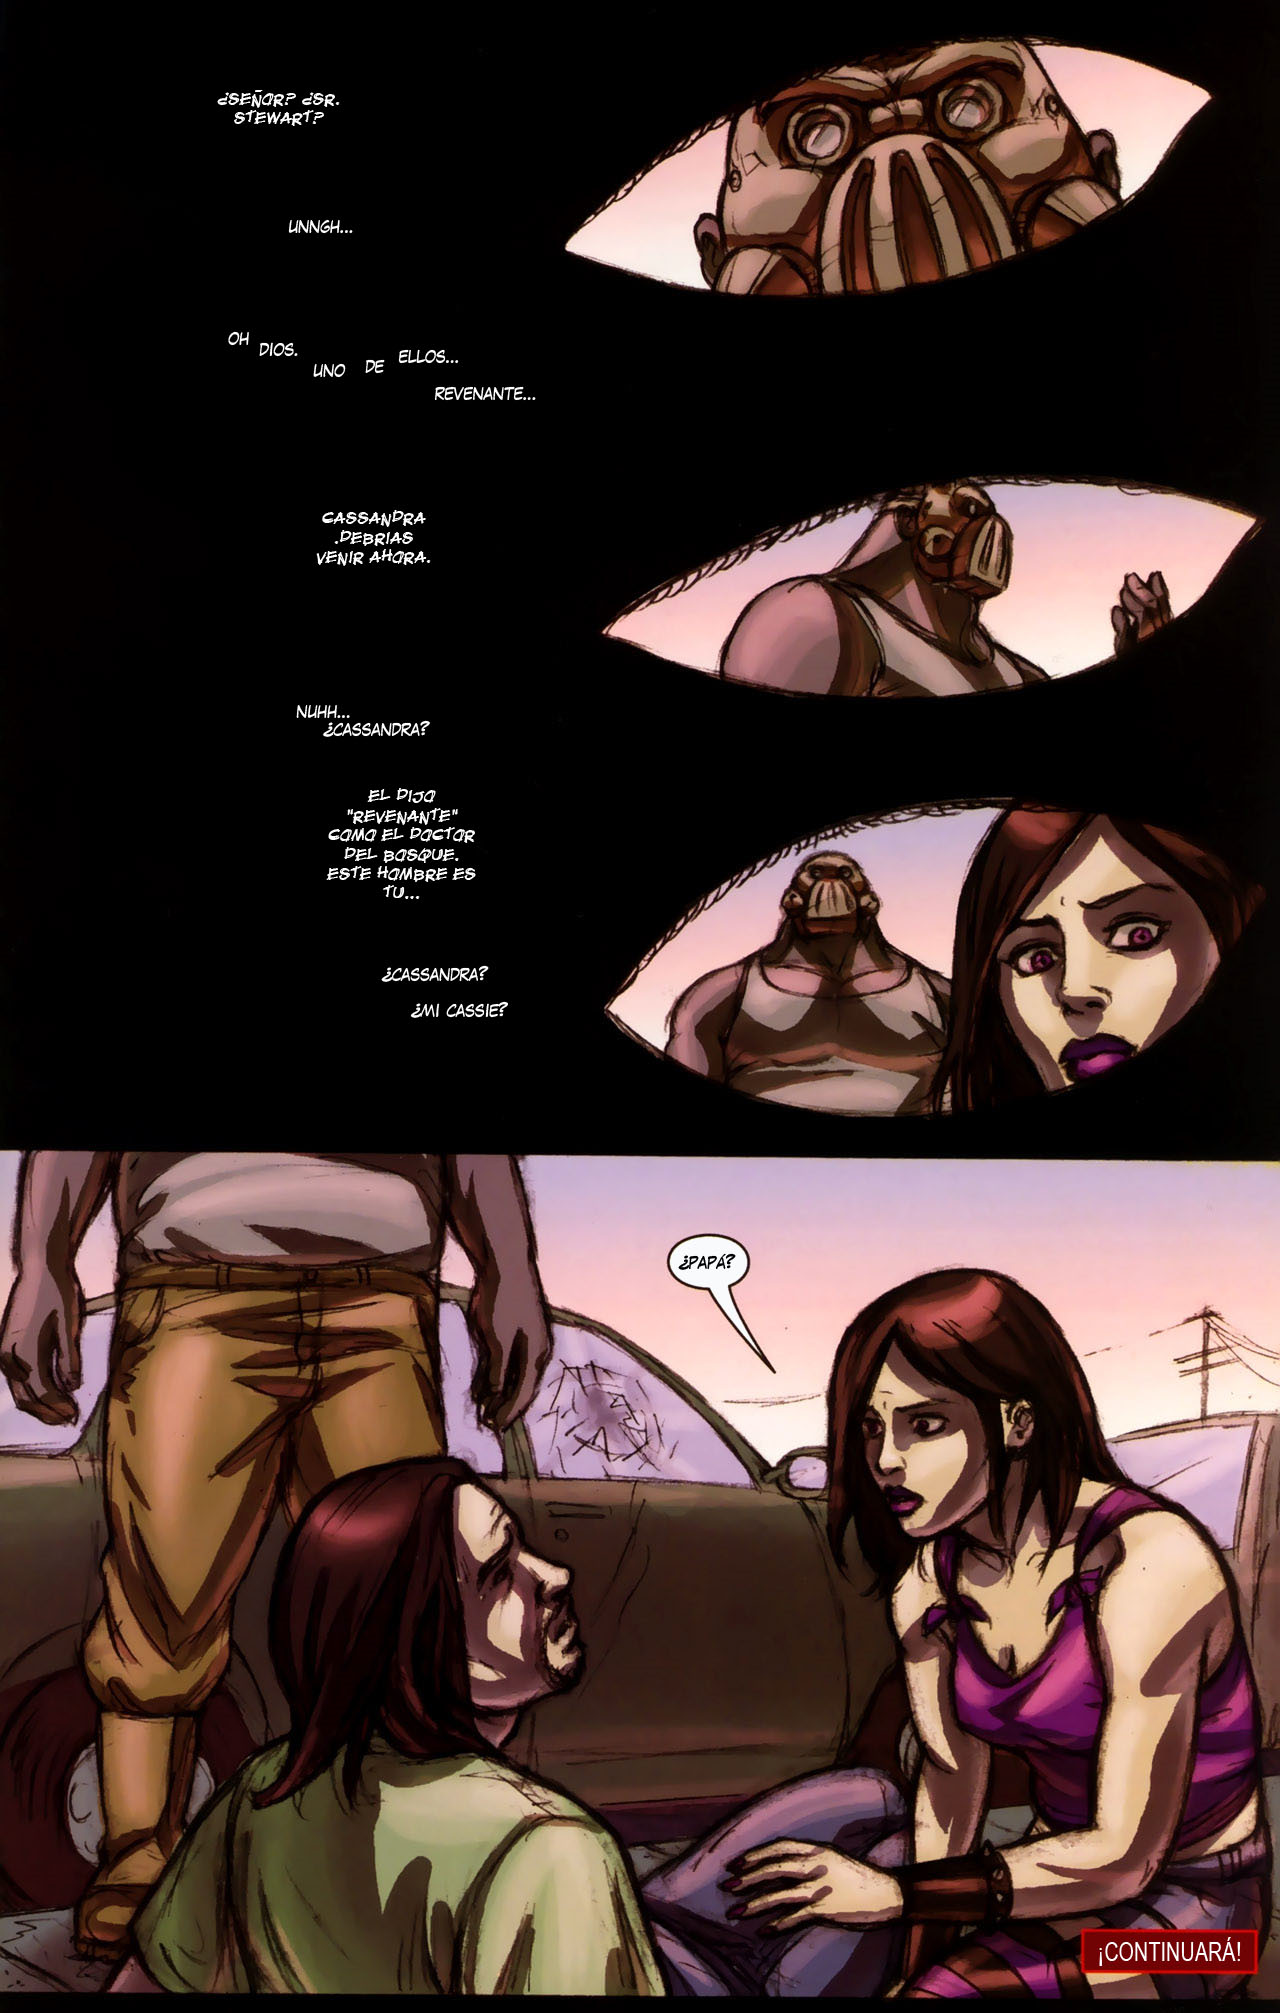 ¿SEÑOR? ¿SR.
STEWART?
UNNGH...
OH DIOS. UNO DE ELLOS...
REVENANTE...
CASSANDRA
.DEBRIAS
VENIR AHORA.
NUHH...
¿CASSANDRA?
EL DIJO
"REVENANTE"
COMO EL DOCTOR
DEL BOSQUE.
ESTE HOMBRE ES
TU...
¿CASSANDRA?
¿MI CASSIE?
¿PAPÁ?
¡CONTINUARÁ!